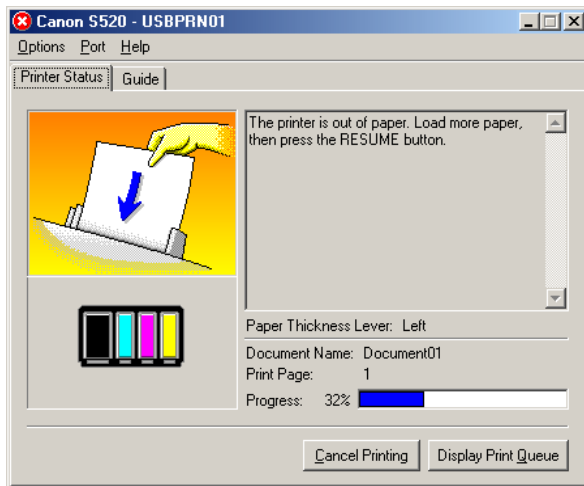 Canon S520 - USBPRN01
Options Port Help
Printer Status Guide
The printer is out of paper. Load more paper,
then press the RESUME button.
Paper Thickness Lever: Left
Document Name: Document01
Print Page: 1
Progress: 32%
Cancel Printing Display Print Queue